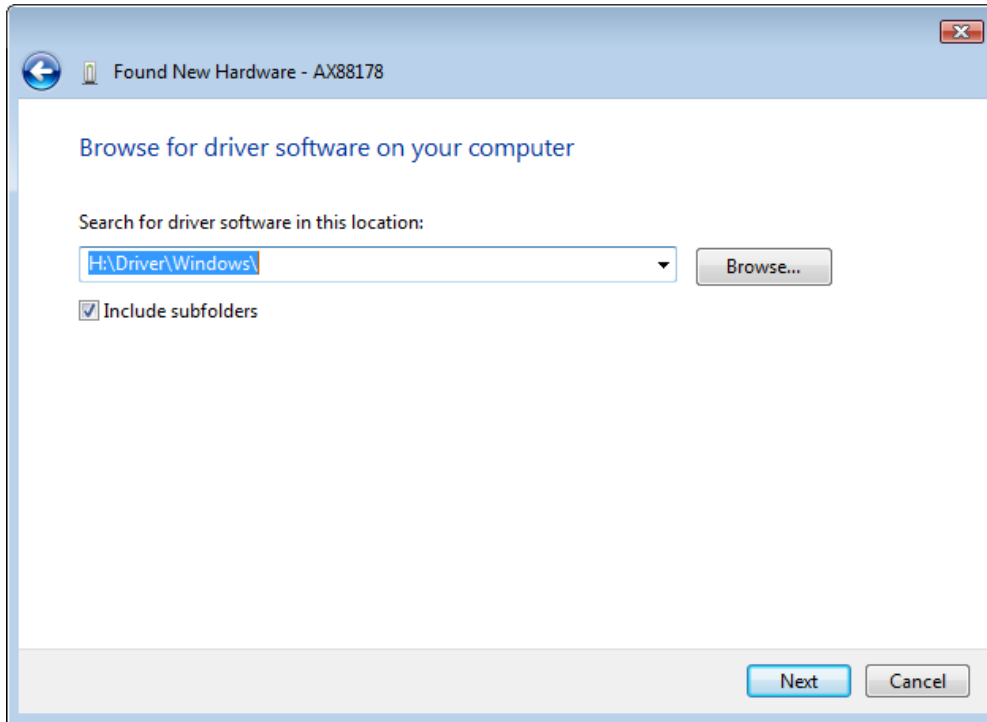 Found New Hardware - AX88178
Browse for driver software on your computer
Search for driver software in this location:
H:\Driver\Windows\
Browse...
Include subfolders
Next
Cancel